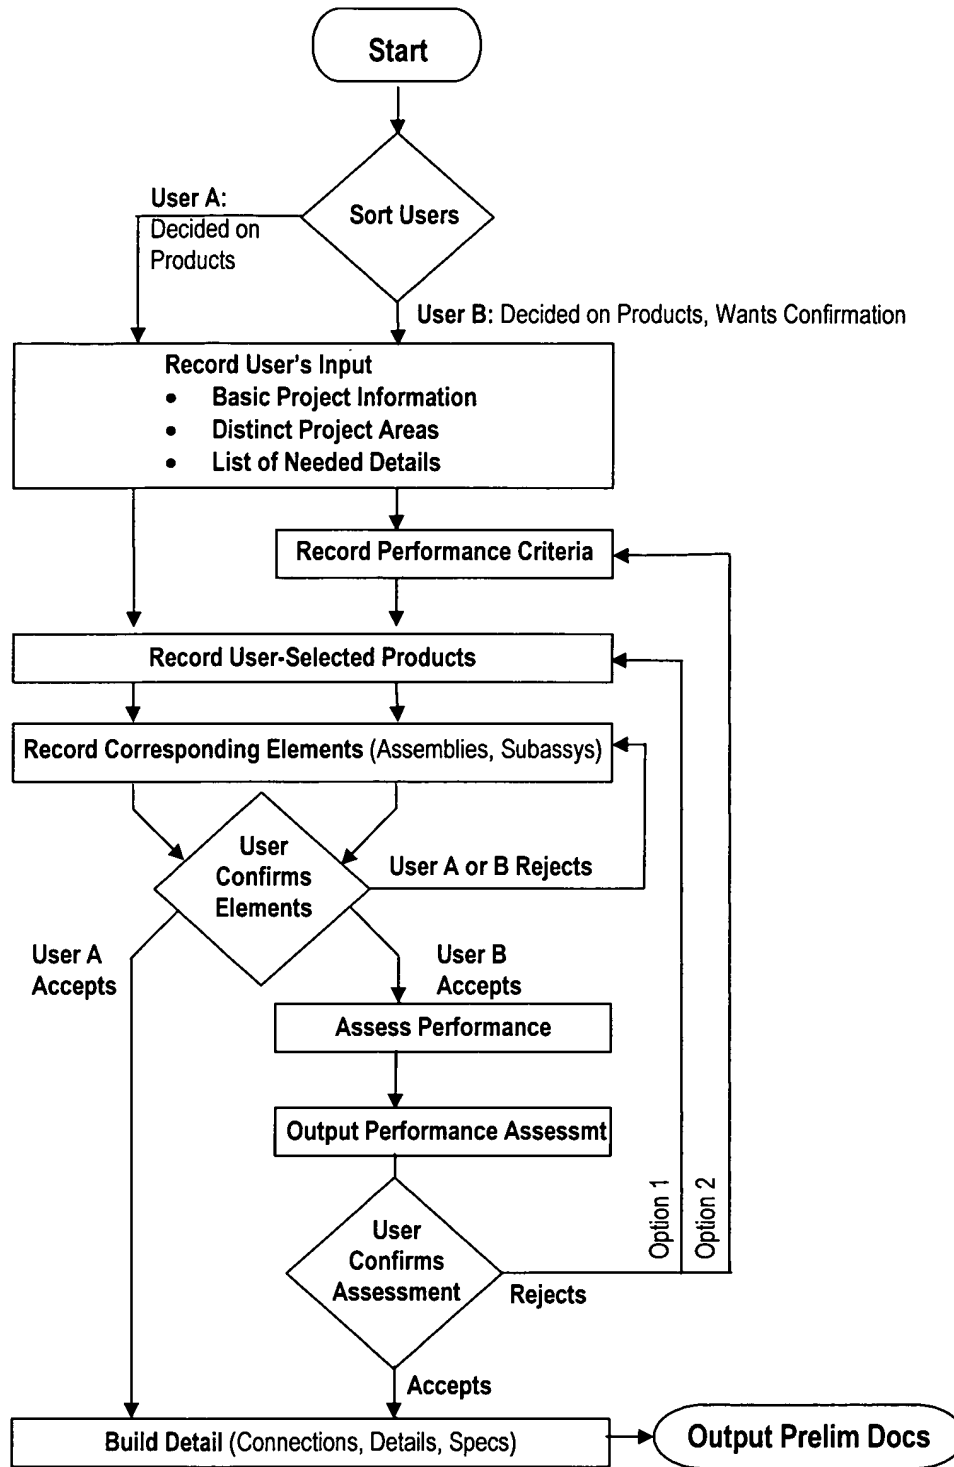 Start
Sort Users
User A:
Decided on
Products
User B: Decided on Products, Wants Confirmation
Record User's Input
• Basic Project Information
• Distinct Project Areas
• List of Needed Details
Record Performance Criteria
Record User-Selected Products
Record Corresponding Elements (Assemblies, Subassys)
User
Confirms
Elements
User A or B Rejects
User A
Accepts
User B
Accepts
Assess Performance
Output Performance Assessmt
Option 1
Option 2
User
Confirms
Assessment
Rejects
Accepts
Build Detail (Connections, Details, Specs)
Output Prelim Docs